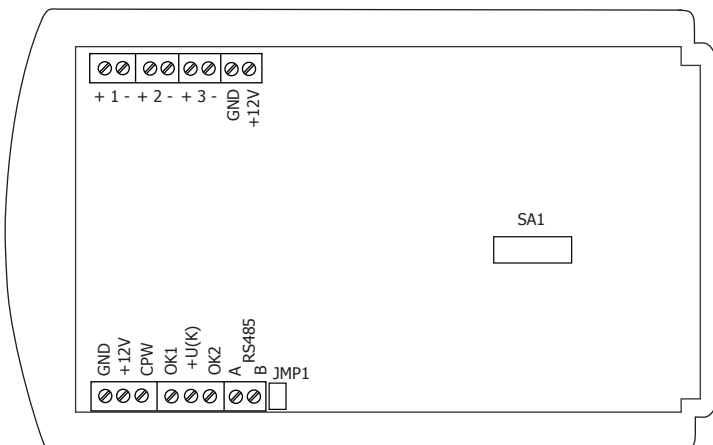 + 1 - + 2 - + 3 -
GND
+12V
SA1
GND
+12V
CPW
OK1
+U(K)
OK2
A
RS485
B
JMP1